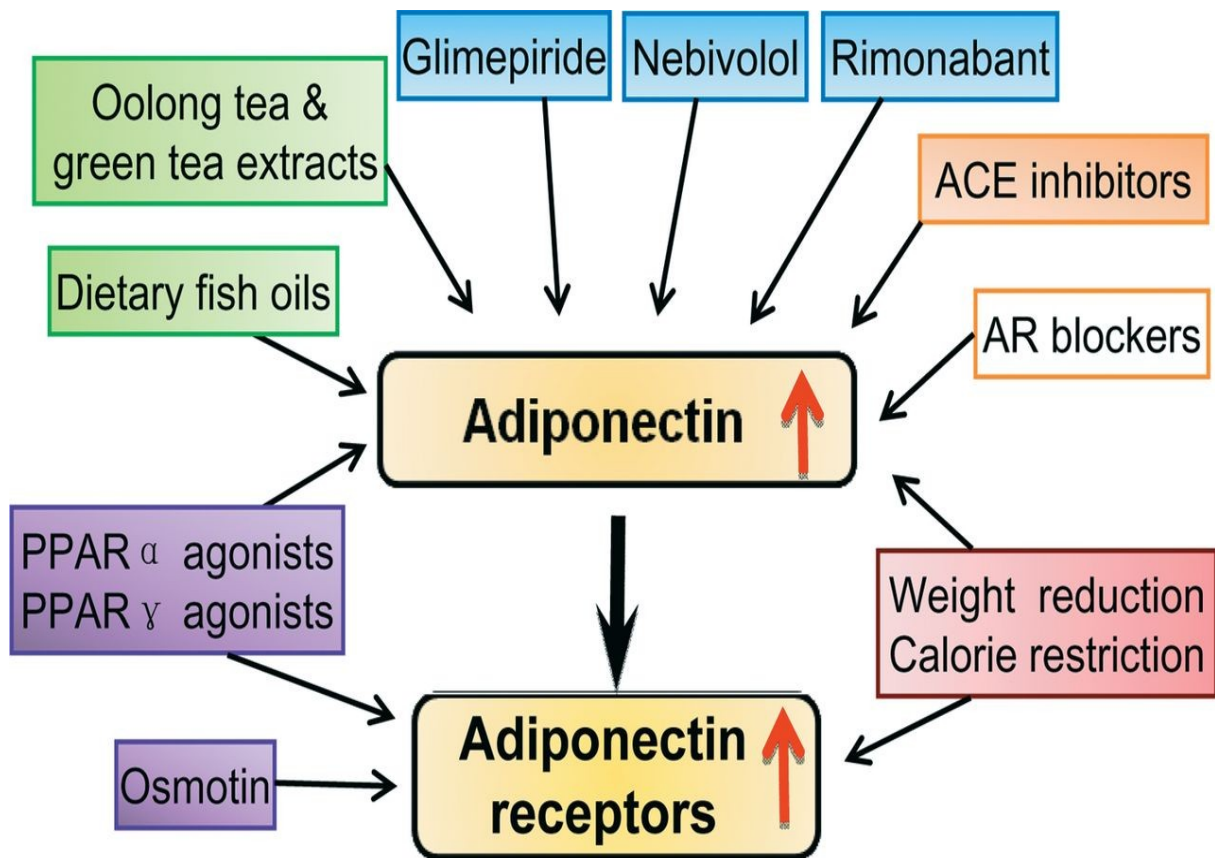 Glimepiride
Nebivolol
Rimonabant
Oolong tea &
green tea extracts
ACE inhibitors
Dietary fish oils
AR blockers
Adiponectin
PPAR α agonists
PPAR γ agonists
Weight reduction
Calorie restriction
Adiponectin
receptors
Osmotin